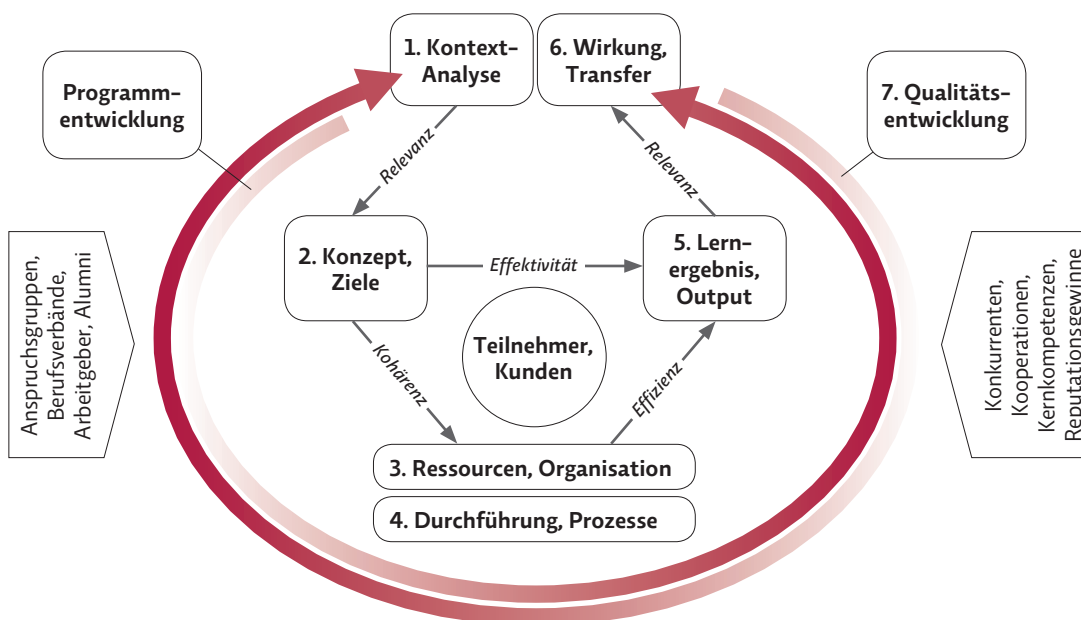 1. Kontext-
Analyse
6. Wirkung,
Transfer
Programm-
entwicklung
7. Qualitäts-
entwicklung
Relevanz
Relevanz
2. Konzept,
Ziele
Effektivität
5. Lern-
ergebnis,
Output
Anspruchsgruppen,
Berufsverbände,
Arbeitgeber, Alumni
Teilnehmer,
Kunden
Konkurrenten,
Kooperationen,
Kernkompetenzen,
Reputationsgewinne
Kohärenz
Effizienz
3. Ressourcen, Organisation
4. Durchführung, Prozesse